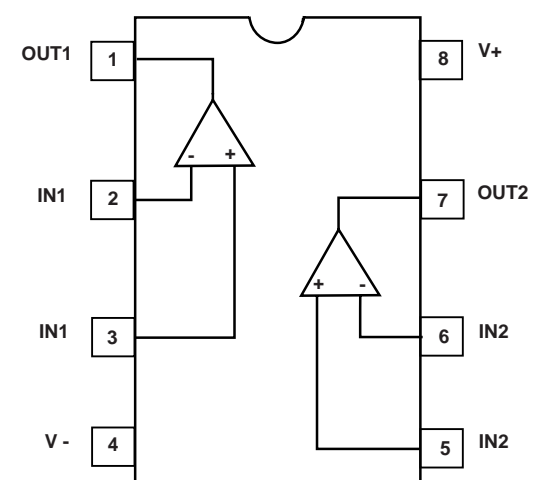 OUT1 1
8 V+
- +
IN1 2
7 OUT2
+ -
IN1 3
6 IN2
V - 4
5 IN2